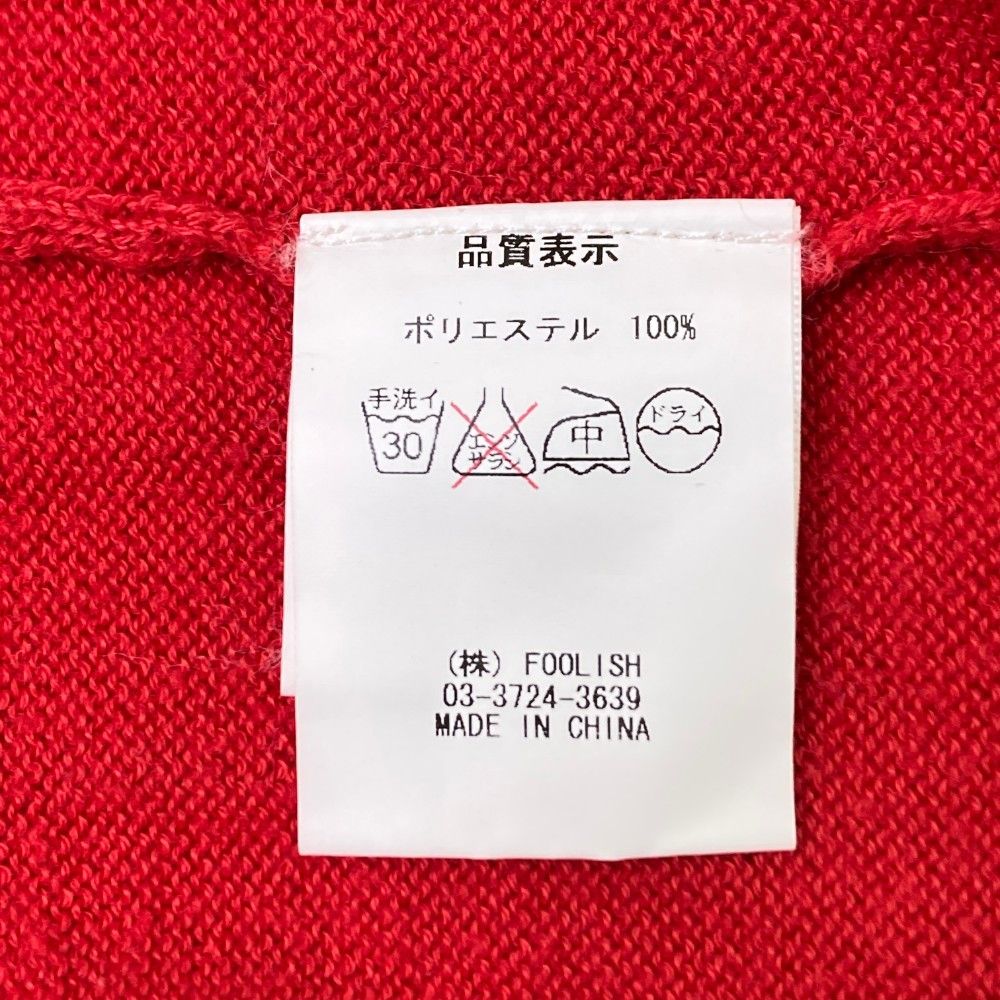 品質表示
ポリエステル 100%
手洗イ 30 エンソサラシ 中 ドライ
(株) FOOLISH
03-3724-3639
MADE IN CHINA